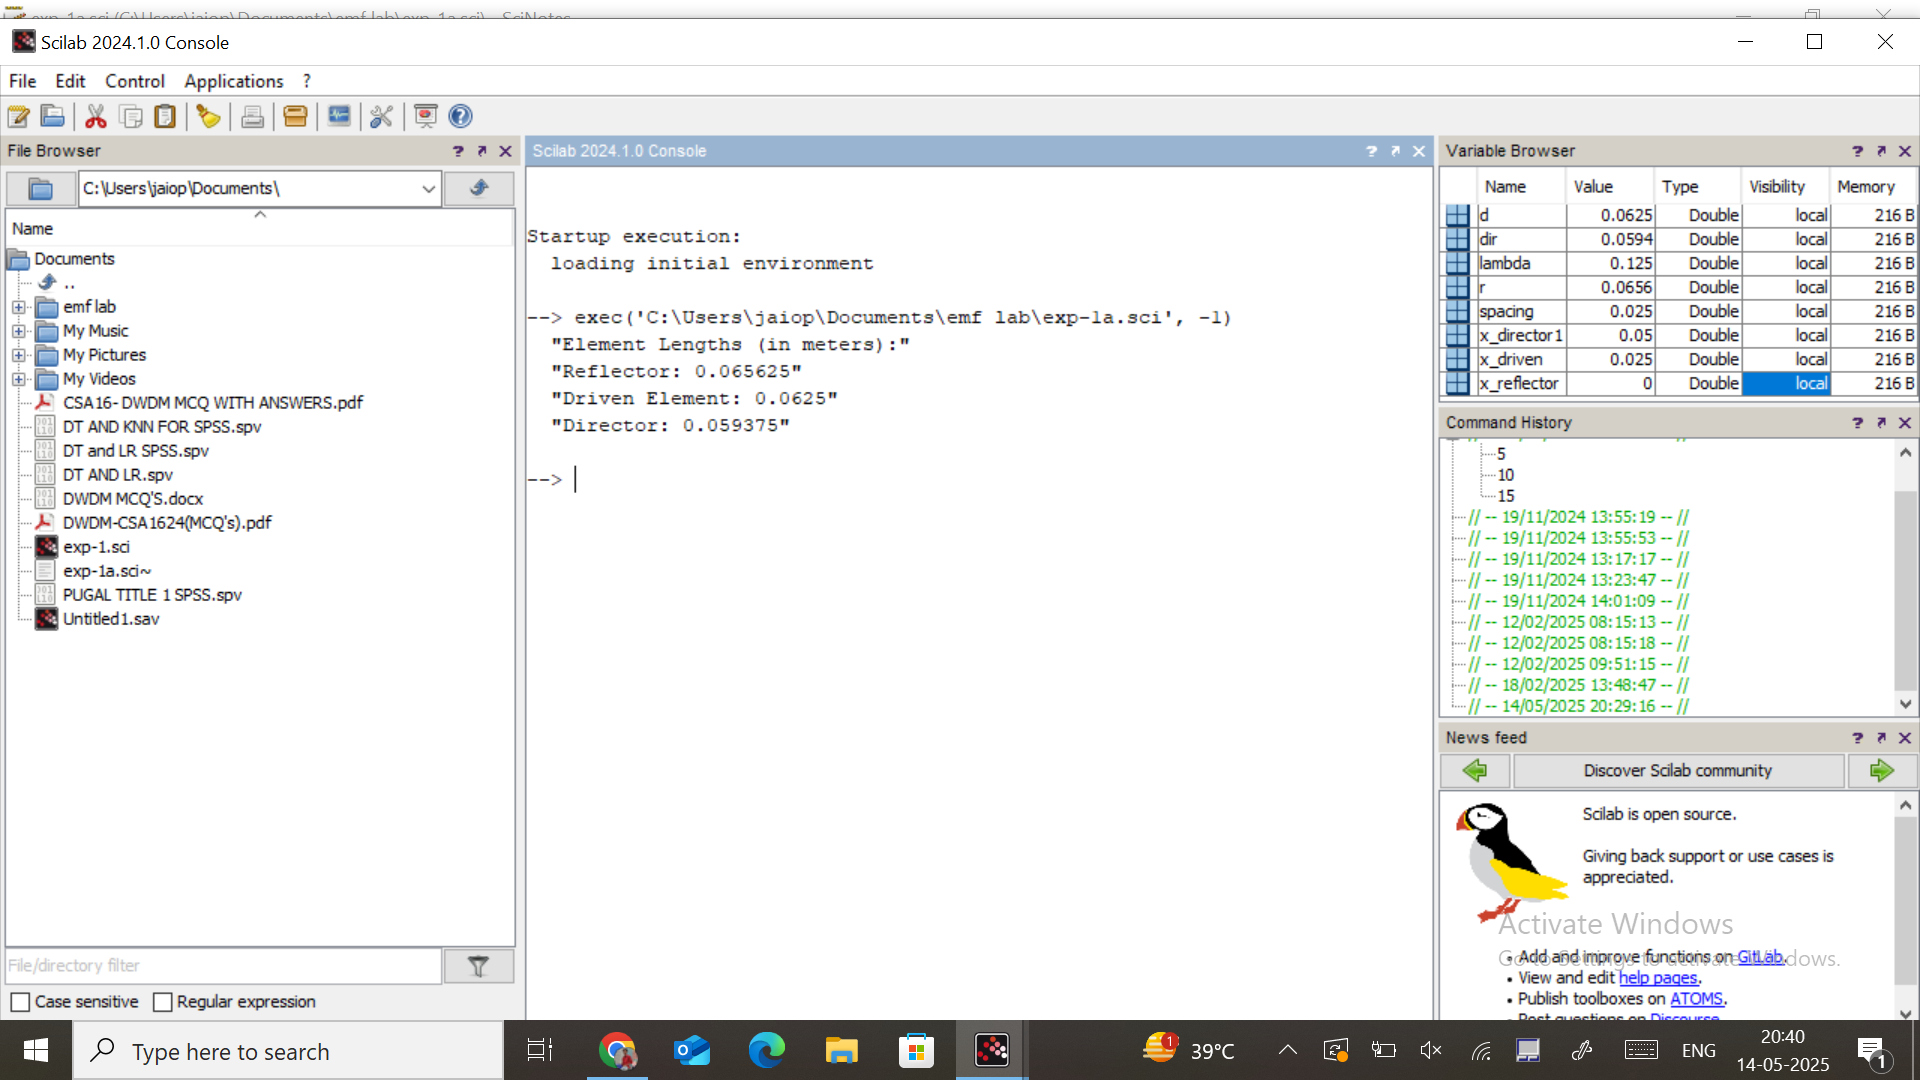 Scilab 2024.1.0 Console
File Edit Control Applications ?
File Browser
C:\Users\jaiop\Documents\
Name
Documents
..
emf lab
My Music
My Pictures
My Videos
CSA16- DWDM MCQ WITH ANSWERS.pdf
DT AND KNN FOR SPSS.spv
DT and LR SPSS.spv
DT AND LR.spv
DWDM MCQ'S.docx
DWDM-CSA1624(MCQ's).pdf
exp-1.sci
exp-1a.sci~
PUGAL TITLE 1 SPSS.spv
Untitled1.sav
File/directory filter
Case sensitive Regular expression
Scilab 2024.1.0 Console
Startup execution:
loading initial environment
--> exec('C:\Users\jaiop\Documents\emf lab\exp-1a.sci', -1)
"Element Lengths (in meters):"
"Reflector: 0.065625"
"Driven Element: 0.0625"
"Director: 0.059375"
-->
Variable Browser
Name Value Type Visibility Memory
d 0.0625 Double local 216 B
dir 0.0594 Double local 216 B
lambda 0.125 Double local 216 B
r 0.0656 Double local 216 B
spacing 0.025 Double local 216 B
x_director1 0.05 Double local 216 B
x_driven 0.025 Double local 216 B
x_reflector 0 Double local 216 B
Command History
5
10
15
// -- 19/11/2024 13:55:19 -- //
// -- 19/11/2024 13:55:53 -- //
// -- 19/11/2024 13:17:17 -- //
// -- 19/11/2024 13:23:47 -- //
// -- 19/11/2024 14:01:09 -- //
// -- 12/02/2025 08:15:13 -- //
// -- 12/02/2025 08:15:18 -- //
// -- 12/02/2025 09:51:15 -- //
// -- 18/02/2025 13:48:47 -- //
// -- 14/05/2025 20:29:16 -- //
News feed
Discover Scilab community
Scilab is open source.
Giving back support or use cases is
appreciated.
Activate Windows
Go to Settings to activate Windows.
• Add and improve functions on GitLab.
• View and edit help pages.
• Publish toolboxes on ATOMS.
• Post questions on Discourse
Type here to search
1
39°C
ENG
20:40
14-05-2025
1